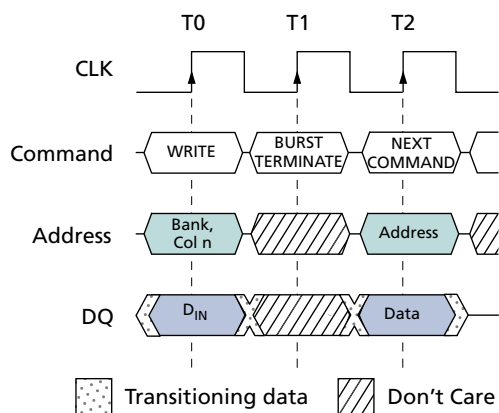 T0 T1 T2
CLK
Command WRITE BURST TERMINATE NEXT COMMAND
Address Bank, Col n Address
DQ DIN Data
Transitioning data Don't Care